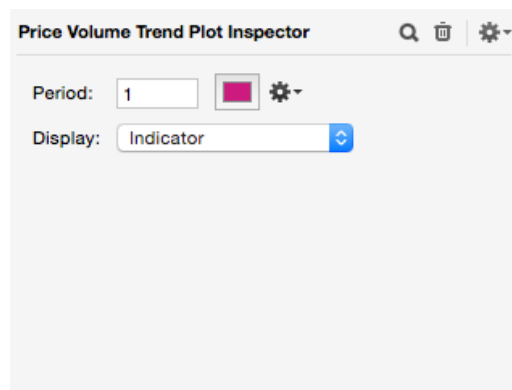 Price Volume Trend Plot Inspector
Period: 1
Display: Indicator